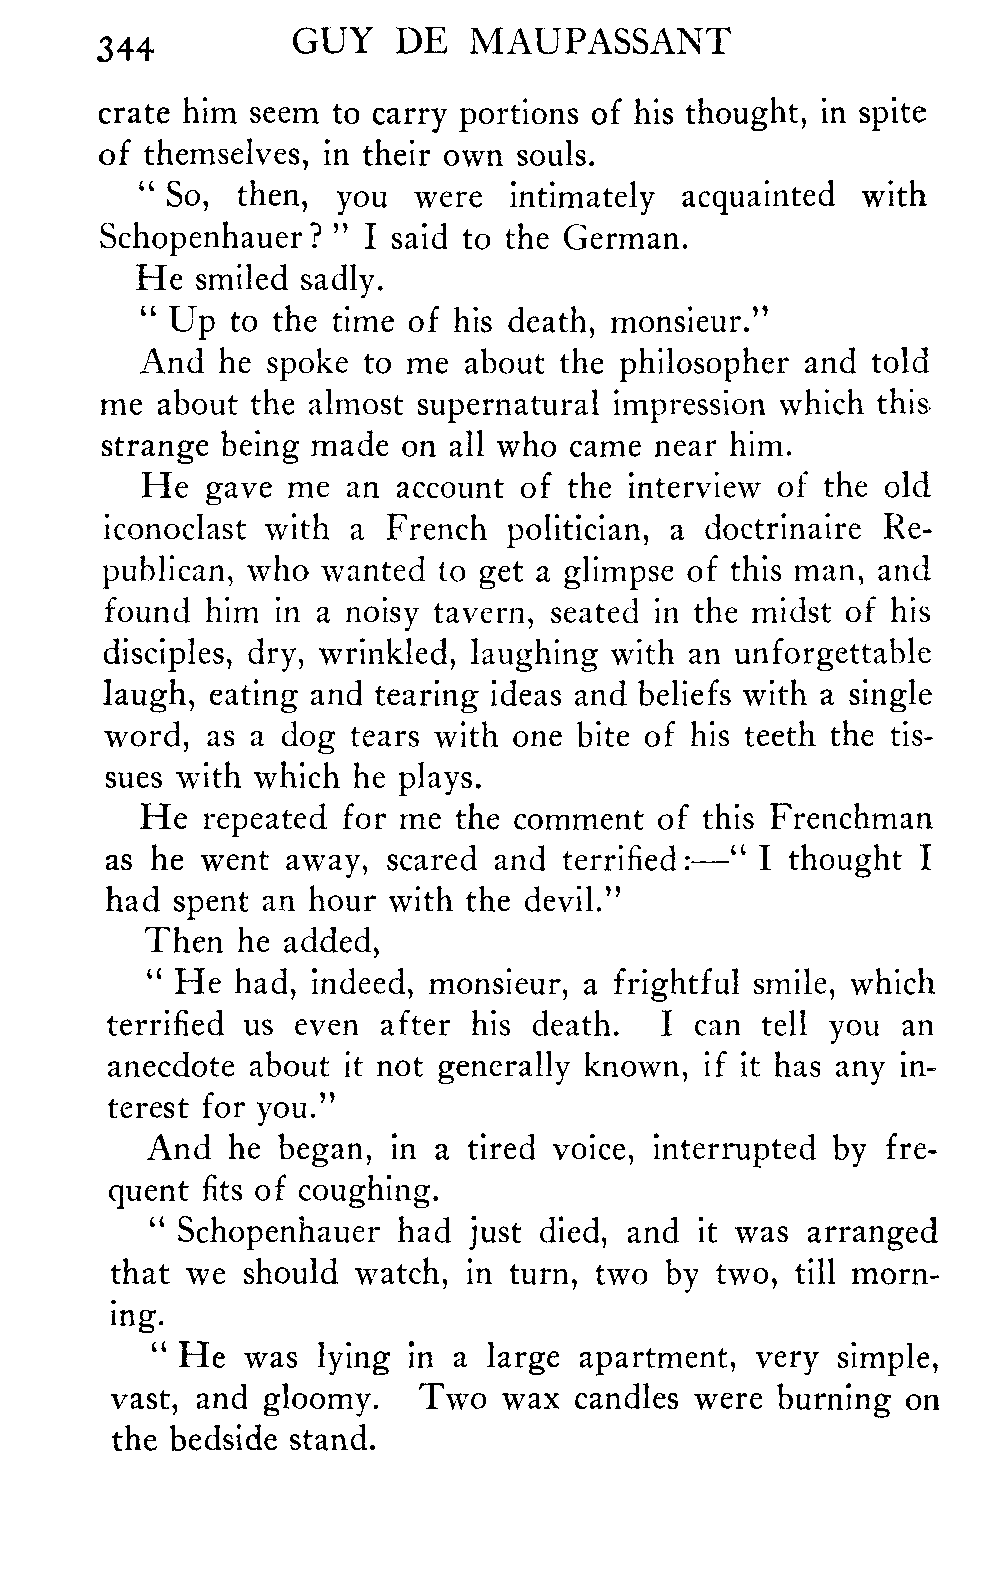 344 GUY DE MAUPASSANT
crate him seem to carry portions of his thought, in spite
of themselves, in their own souls.
“ So, then, you were intimately acquainted with
Schopenhauer? ” I said to the German.
He smiled sadly.
“ Up to the time of his death, monsieur.”
And he spoke to me about the philosopher and told
me about the almost supernatural impression which this
strange being made on all who came near him.
He gave me an account of the interview of the old
iconoclast with a French politician, a doctrinaire Re-
publican, who wanted to get a glimpse of this man, and
found him in a noisy tavern, seated in the midst of his
disciples, dry, wrinkled, laughing with an unforgettable
laugh, eating and tearing ideas and beliefs with a single
word, as a dog tears with one bite of his teeth the tis-
sues with which he plays.
He repeated for me the comment of this Frenchman
as he went away, scared and terrified:—“ I thought I
had spent an hour with the devil.”
Then he added,
“ He had, indeed, monsieur, a frightful smile, which
terrified us even after his death. I can tell you an
anecdote about it not generally known, if it has any in-
terest for you.”
And he began, in a tired voice, interrupted by fre-
quent fits of coughing.
“ Schopenhauer had just died, and it was arranged
that we should watch, in turn, two by two, till morn-
ing.
“ He was lying in a large apartment, very simple,
vast, and gloomy. Two wax candles were burning on
the bedside stand.